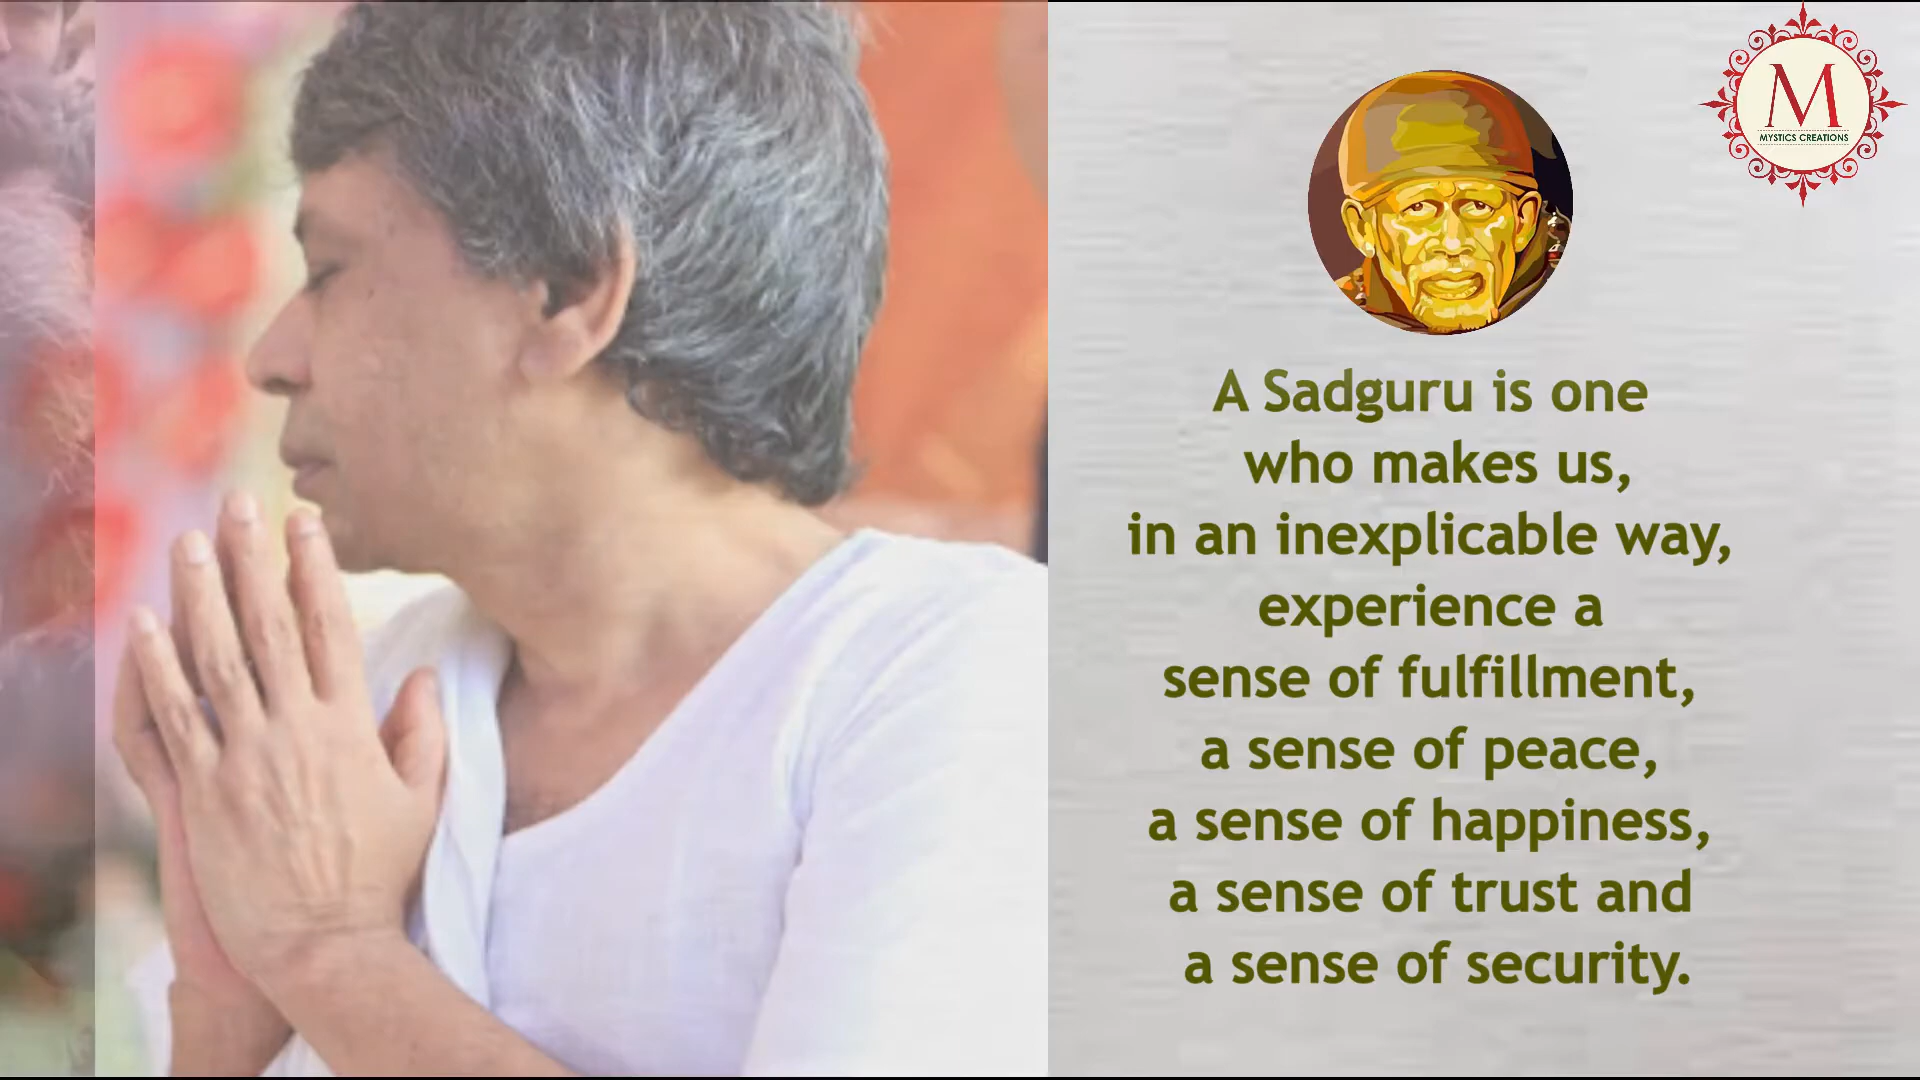 M
MYSTICS CREATIONS
A Sadguru is one
who makes us,
in an inexplicable way,
experience a
sense of fulfillment,
a sense of peace,
a sense of happiness,
a sense of trust and
a sense of security.